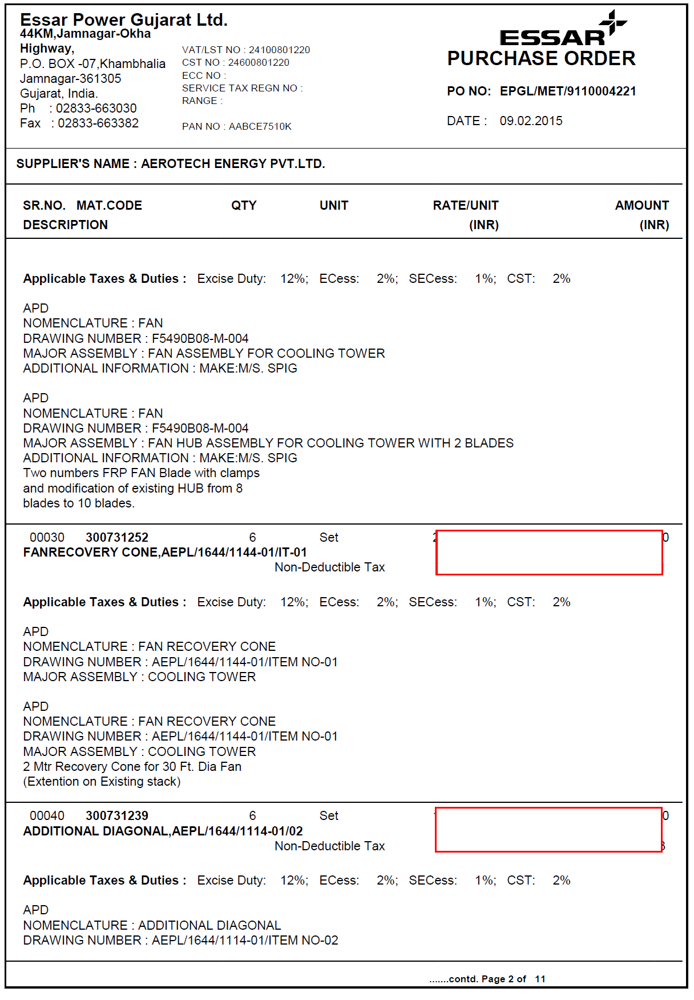 Essar Power Gujarat Ltd.
44KM,Jamnagar-Okha
Highway,
P.O. BOX -07,Khambhalia
Jamnagar-361305
Gujarat, India.
Ph : 02833-663030
Fax : 02833-663382
VAT/LST NO : 24100801220
CST NO : 24600801220
ECC NO :
SERVICE TAX REGN NO :
RANGE :
PAN NO : AABCE7510K
ESSAR
PURCHASE ORDER
PO NO: EPGL/MET/9110004221
DATE : 09.02.2015
SUPPLIER'S NAME : AEROTECH ENERGY PVT.LTD.
SR.NO. MAT.CODE QTY UNIT RATE/UNIT AMOUNT
DESCRIPTION (INR) (INR)
Applicable Taxes & Duties : Excise Duty: 12%; ECess: 2%; SECess: 1%; CST: 2%
APD
NOMENCLATURE : FAN
DRAWING NUMBER : F5490B08-M-004
MAJOR ASSEMBLY : FAN ASSEMBLY FOR COOLING TOWER
ADDITIONAL INFORMATION : MAKE:M/S. SPIG
APD
NOMENCLATURE : FAN
DRAWING NUMBER : F5490B08-M-004
MAJOR ASSEMBLY : FAN HUB ASSEMBLY FOR COOLING TOWER WITH 2 BLADES
ADDITIONAL INFORMATION : MAKE:M/S. SPIG
Two numbers FRP FAN Blade with clamps
and modification of existing HUB from 8
blades to 10 blades.
00030 300731252 6 Set 0
FANRECOVERY CONE,AEPL/1644/1144-01/IT-01
Non-Deductible Tax
Applicable Taxes & Duties : Excise Duty: 12%; ECess: 2%; SECess: 1%; CST: 2%
APD
NOMENCLATURE : FAN RECOVERY CONE
DRAWING NUMBER : AEPL/1644/1144-01/ITEM NO-01
MAJOR ASSEMBLY : COOLING TOWER
APD
NOMENCLATURE : FAN RECOVERY CONE
DRAWING NUMBER : AEPL/1644/1144-01/ITEM NO-01
MAJOR ASSEMBLY : COOLING TOWER
2 Mtr Recovery Cone for 30 Ft. Dia Fan
(Extention on Existing stack)
00040 300731239 6 Set 0
ADDITIONAL DIAGONAL,AEPL/1644/1114-01/02
Non-Deductible Tax
Applicable Taxes & Duties : Excise Duty: 12%; ECess: 2%; SECess: 1%; CST: 2%
APD
NOMENCLATURE : ADDITIONAL DIAGONAL
DRAWING NUMBER : AEPL/1644/1114-01/ITEM NO-02
.......contd. Page 2 of 11